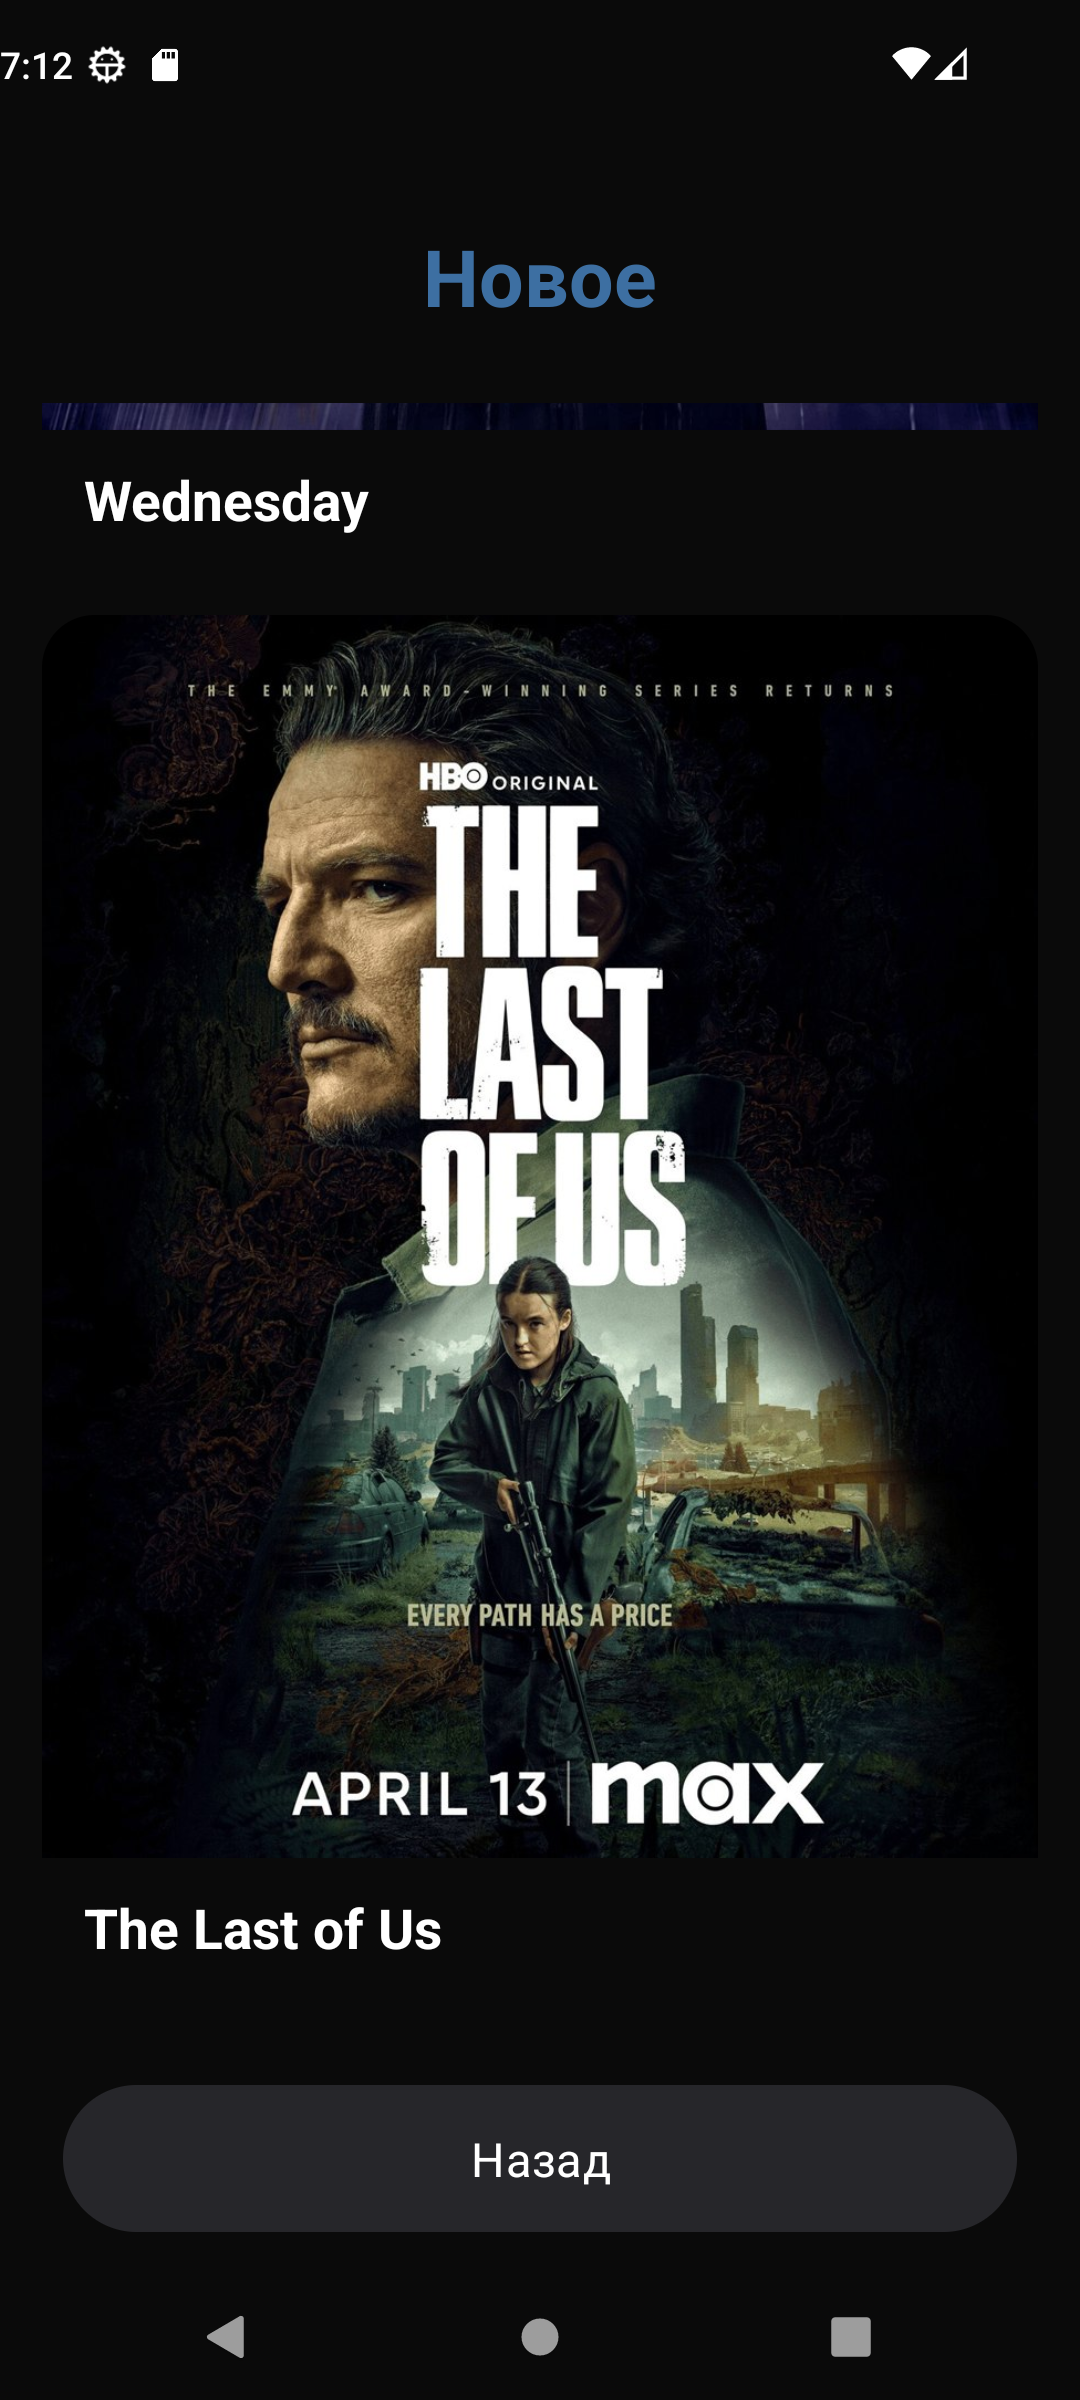 7:12
Новое
Wednesday
THE EMMY AWARD-WINNING SERIES RETURNS
HBO ORIGINAL
THE
LAST
OF US
EVERY PATH HAS A PRICE
APRIL 13 | max
The Last of Us
Назад